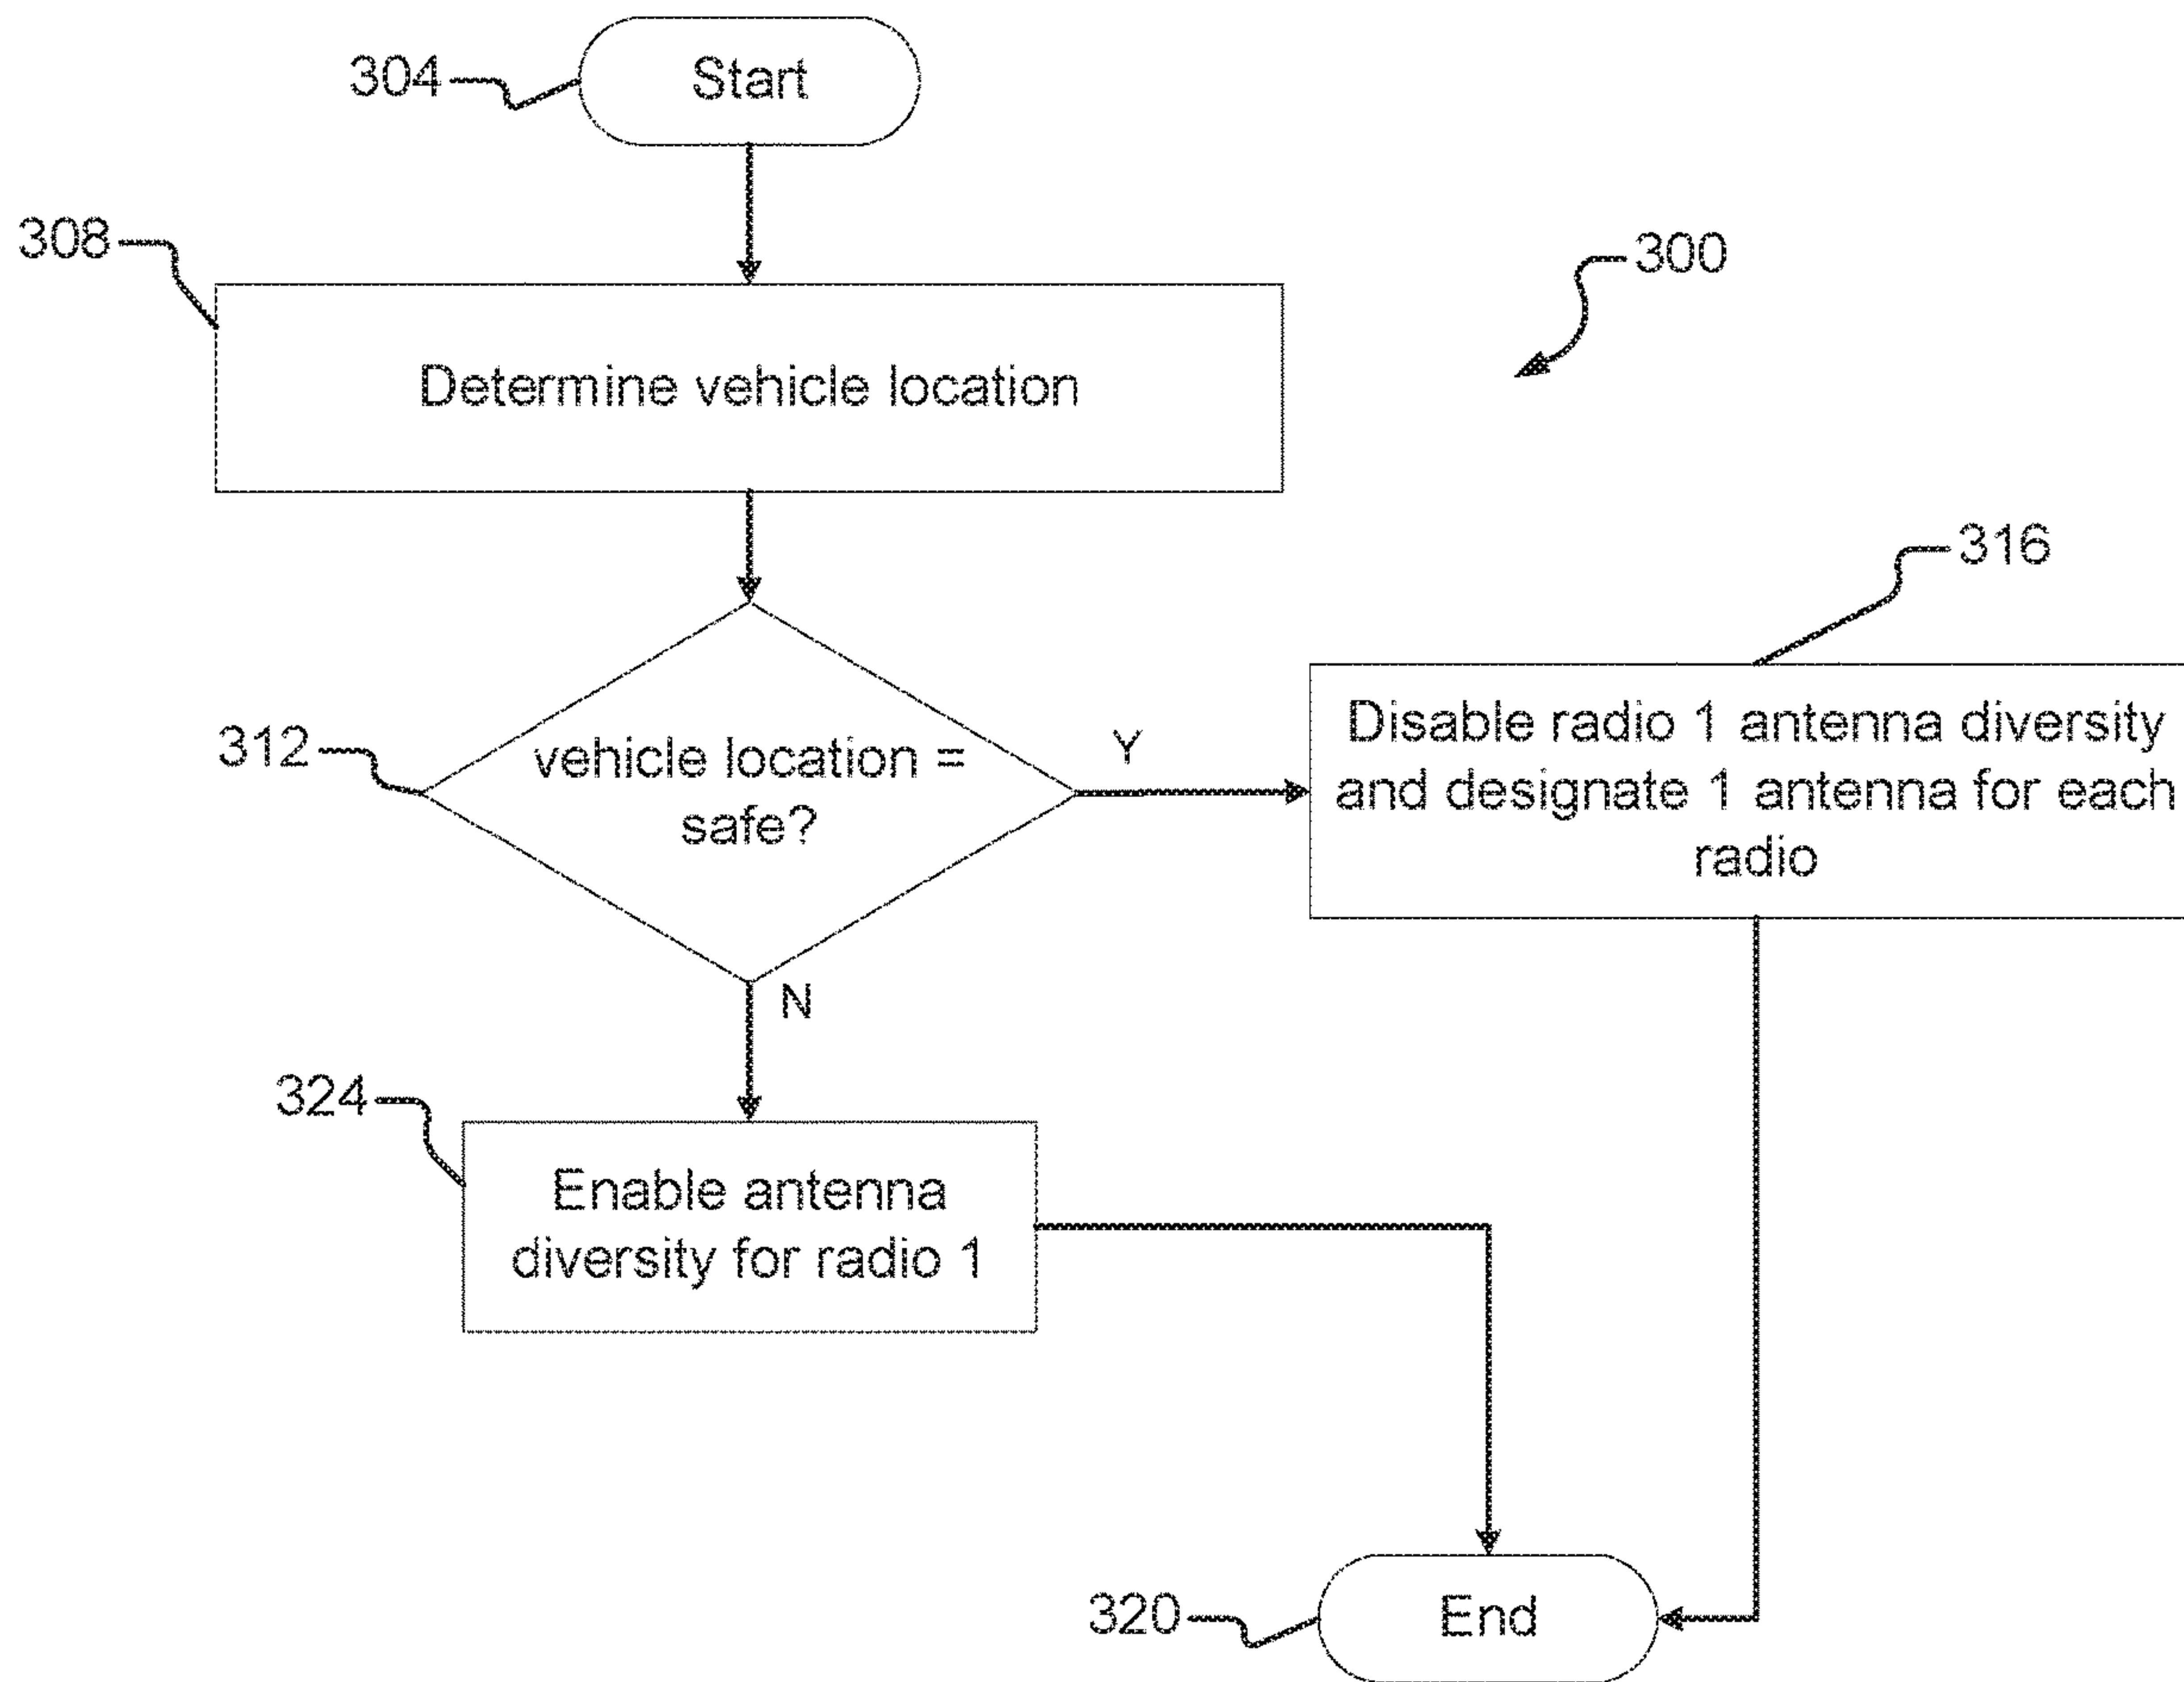 304
Start
308
300
Determine vehicle location
316
312
vehicle location =
safe?
Y
Disable radio 1 antenna diversity
and designate 1 antenna for each
radio
N
324
Enable antenna
diversity for radio 1
320
End